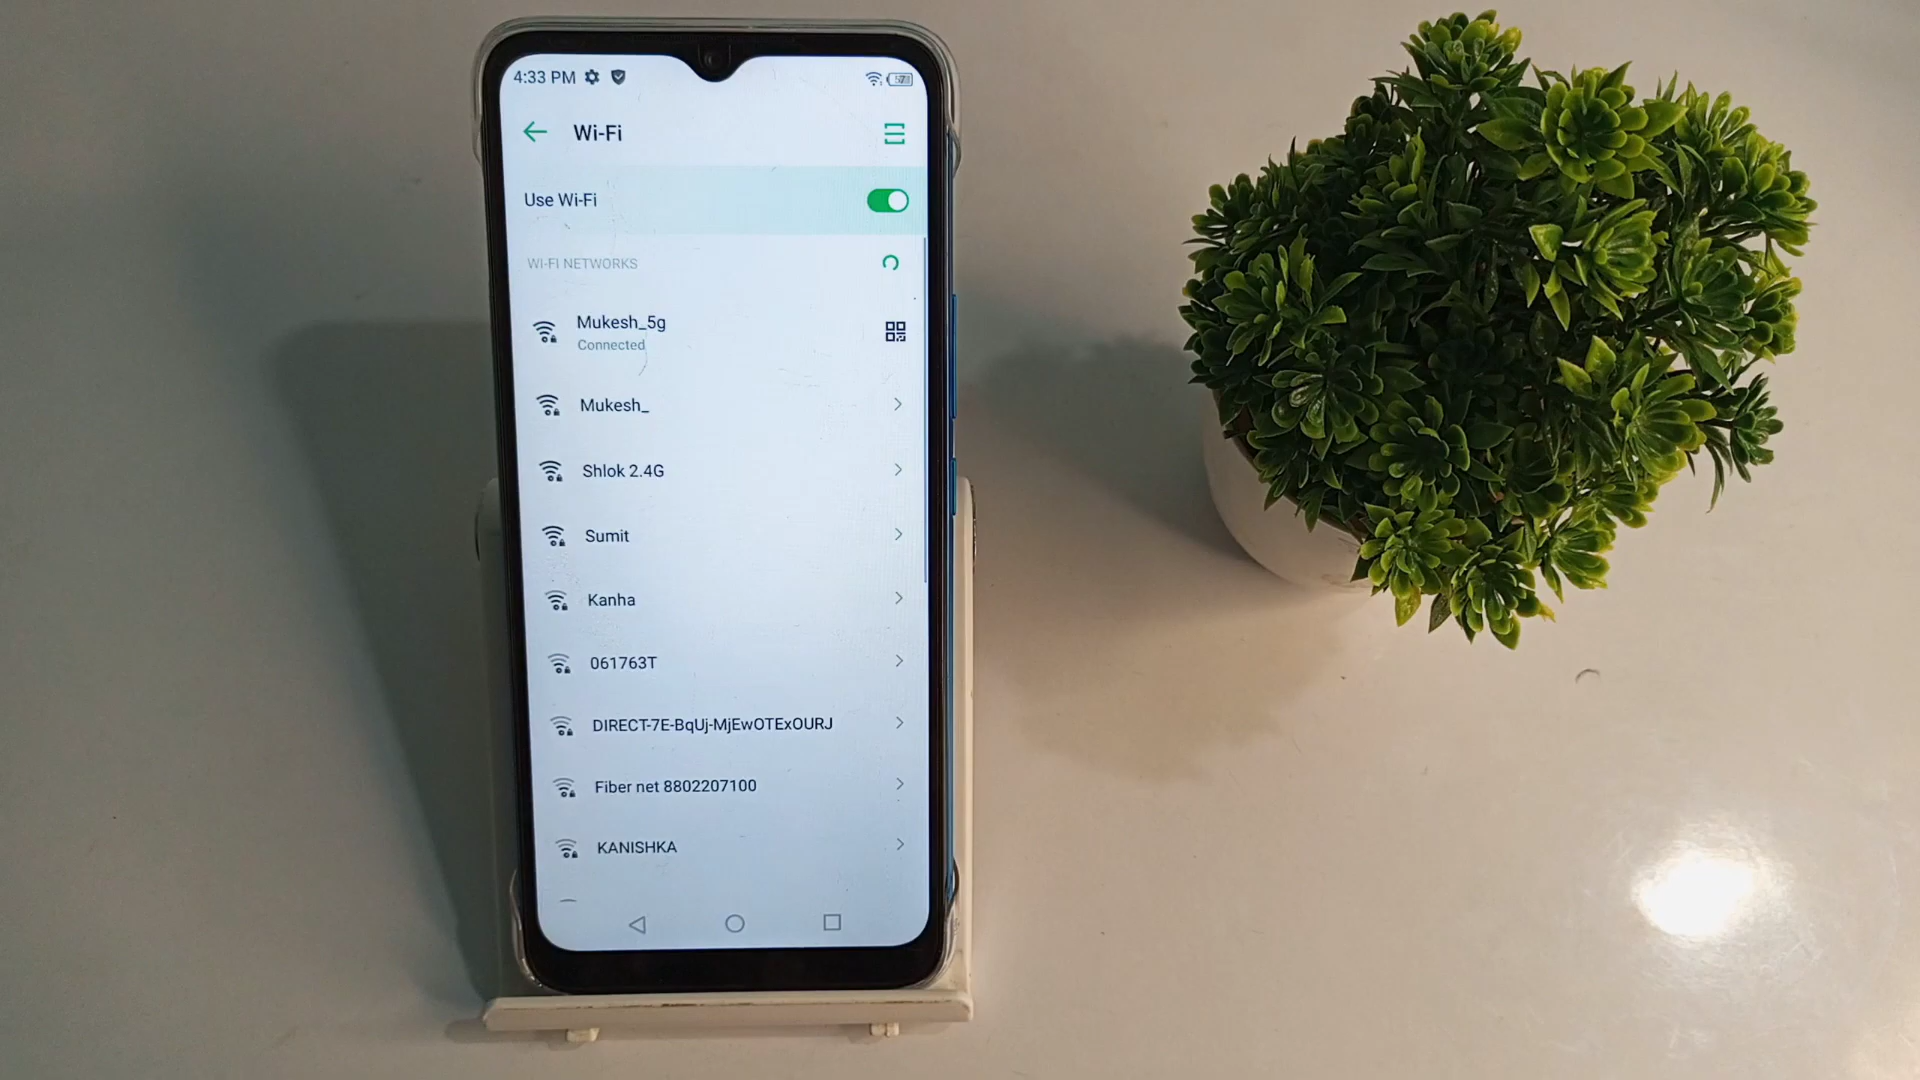 4:33 PM
Wi-Fi
Use Wi-Fi
WI-FI NETWORKS
Mukesh_5g
Connected
Mukesh_
Shlok 2.4G
Sumit
Kanha
061763T
DIRECT-7E-BqUj-MjEwOTExOURJ
Fiber net 8802207100
KANISHKA